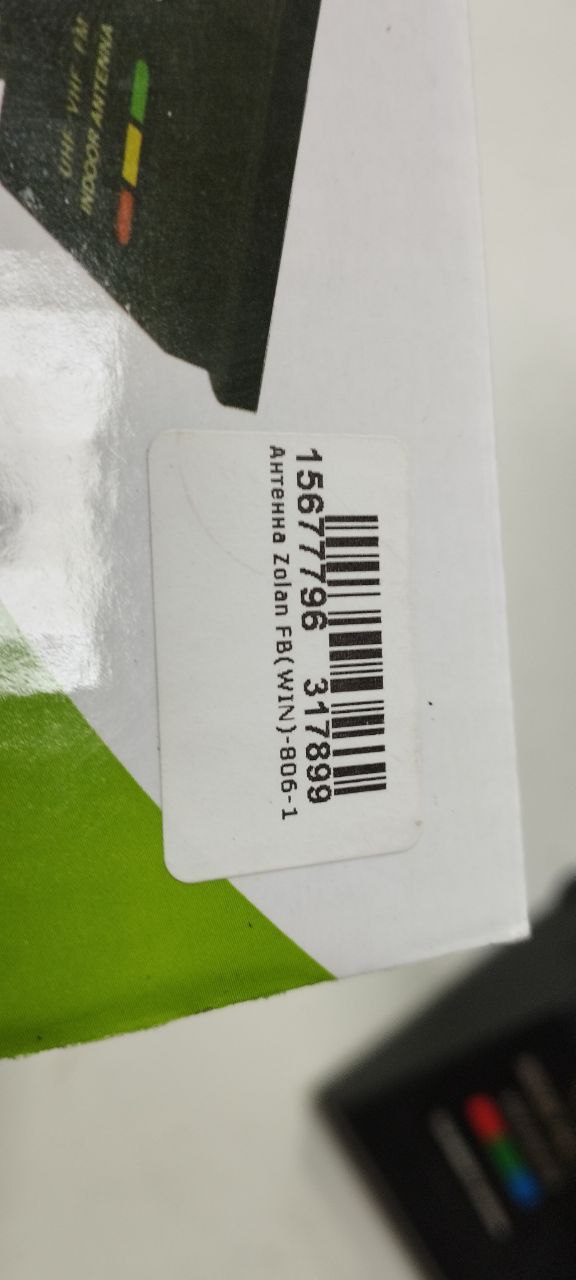 UHF VHF FM
INDOOR ANTENNA
15677796 317899
Антенна Zolan FB(WIN)-806-1